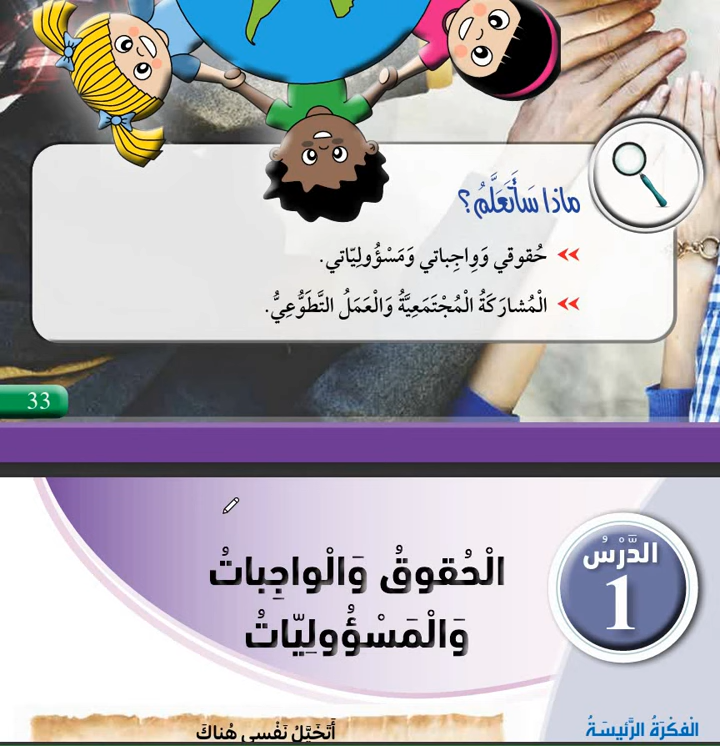 ماذا سَأَتَعَلَّمُ؟
حُقوقي وَوِاجِباتي وَمَسْؤُولِيّاتي.
الْمُشارَكَةُ الْمُجْتَمَعِيَّةُ وَالْعَمَلُ التَّطَوُّعِيُّ.
33
الدَّرْسُ
1
الْحُقوقُ وَالْواجِباتُ
وَالْمَسْؤُولِيّاتُ
الْفِكْرَةُ الرَّئيسَةُ
أَتَخَيَّلُ نَفْسي هُناكَ